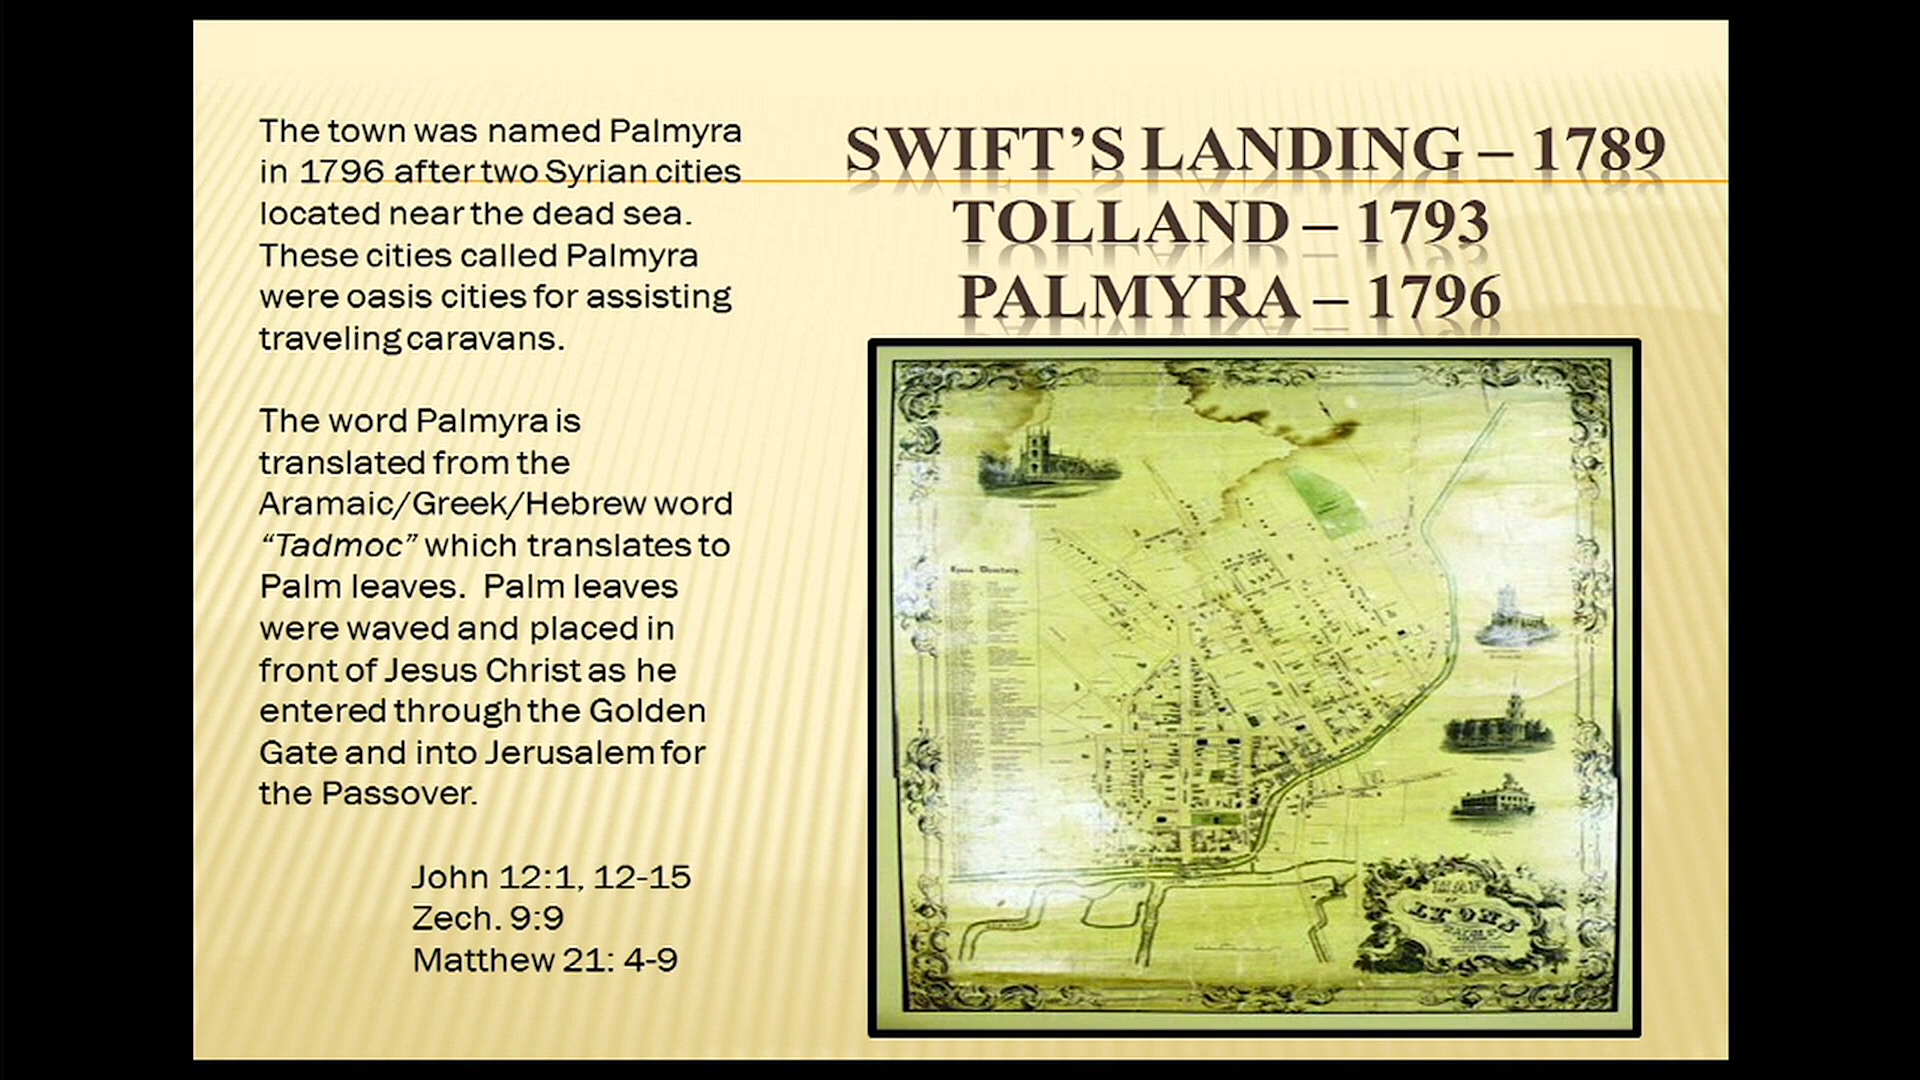 The town was named Palmyra
in 1796 after two Syrian cities
located near the dead sea.
These cities called Palmyra
were oasis cities for assisting
traveling caravans.
The word Palmyra is
translated from the
Aramaic/Greek/Hebrew word
“Tadmoc” which translates to
Palm leaves.  Palm leaves
were waved and placed in
front of Jesus Christ as he
entered through the Golden
Gate and into Jerusalem for
the Passover.
John 12:1, 12-15
Zech. 9:9
Matthew 21: 4-9
SWIFT’S LANDING – 1789
TOLLAND – 1793
PALMYRA – 1796
MAP
LYONS